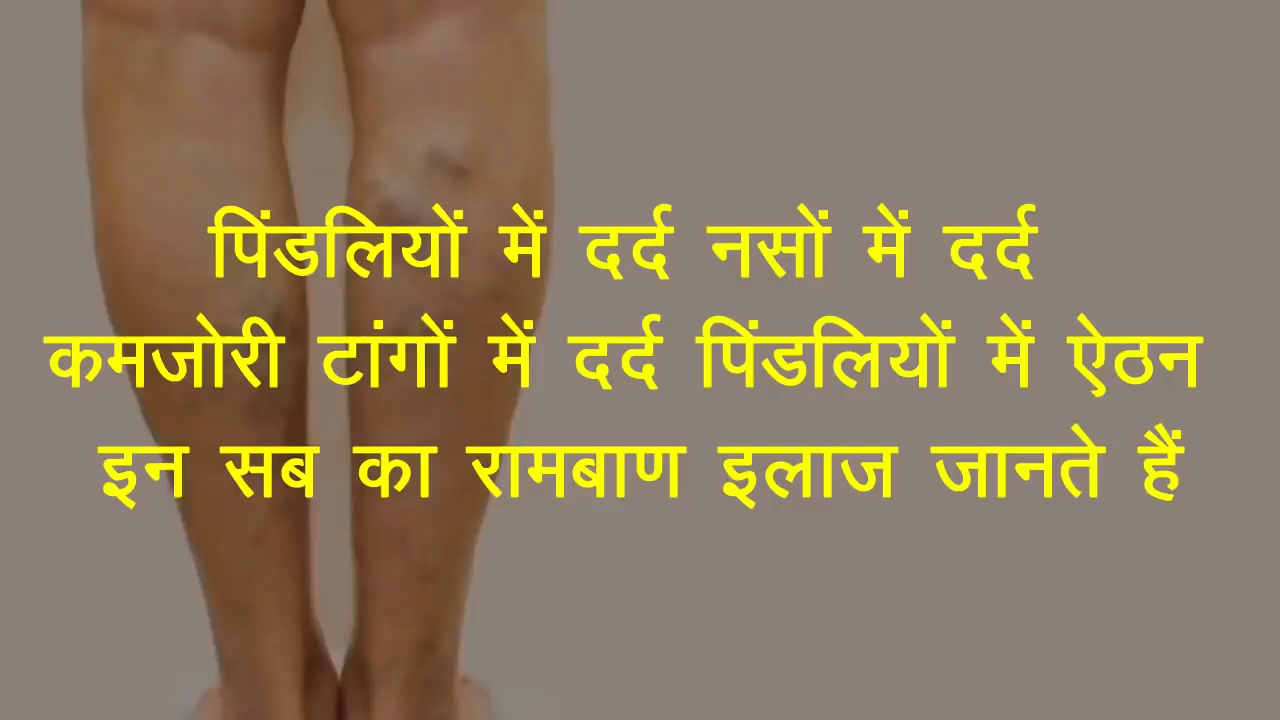 पिंडलियों में दर्द नसों में दर्द
कमजोरी टांगों में दर्द पिंडलियों में ऐठन
इन सब का रामबाण इलाज जानते हैं